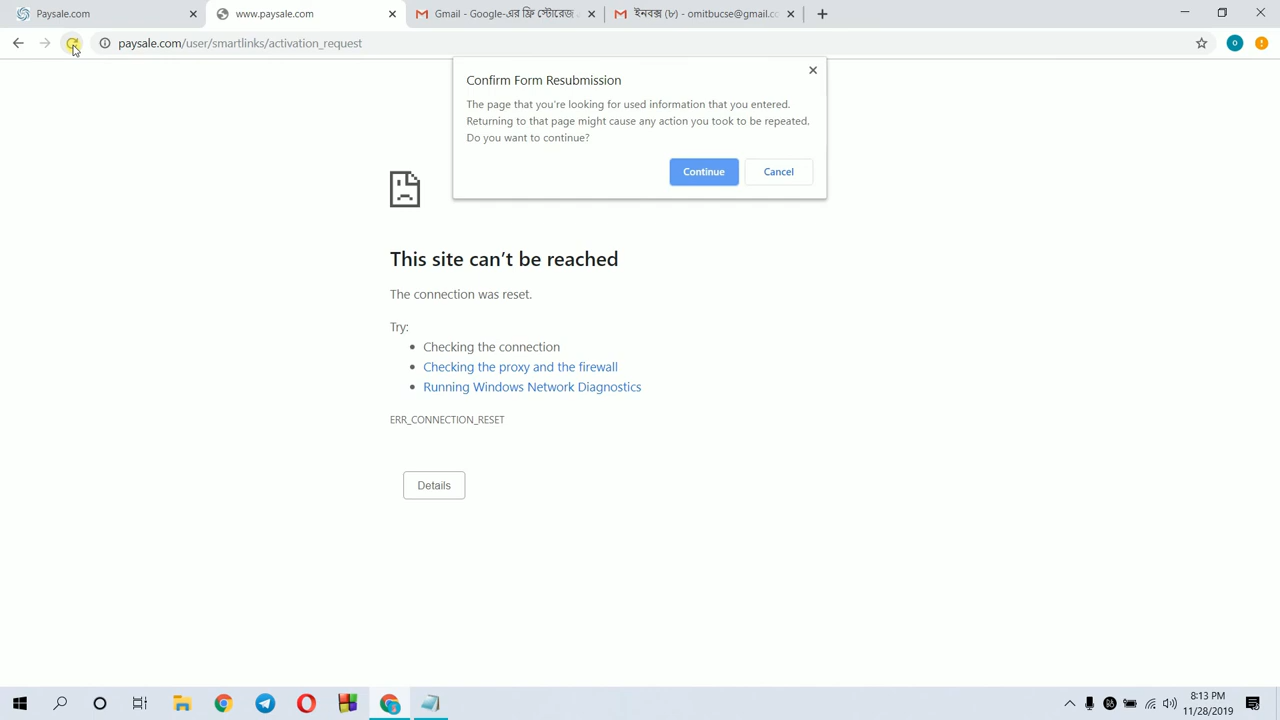 Paysale.com
www.paysale.com
Gmail - Google-এর ফ্রি স্টোরেজ
ইনবক্স (৮) - omitbucse@gmail.co
paysale.com/user/smartlinks/activation_request
o
Confirm Form Resubmission
The page that you're looking for used information that you entered.
Returning to that page might cause any action you took to be repeated.
Do you want to continue?
Continue
Cancel
This site can't be reached
The connection was reset.
Try:
Checking the connection
Checking the proxy and the firewall
Running Windows Network Diagnostics
ERR_CONNECTION_RESET
Details
8:13 PM
11/28/2019